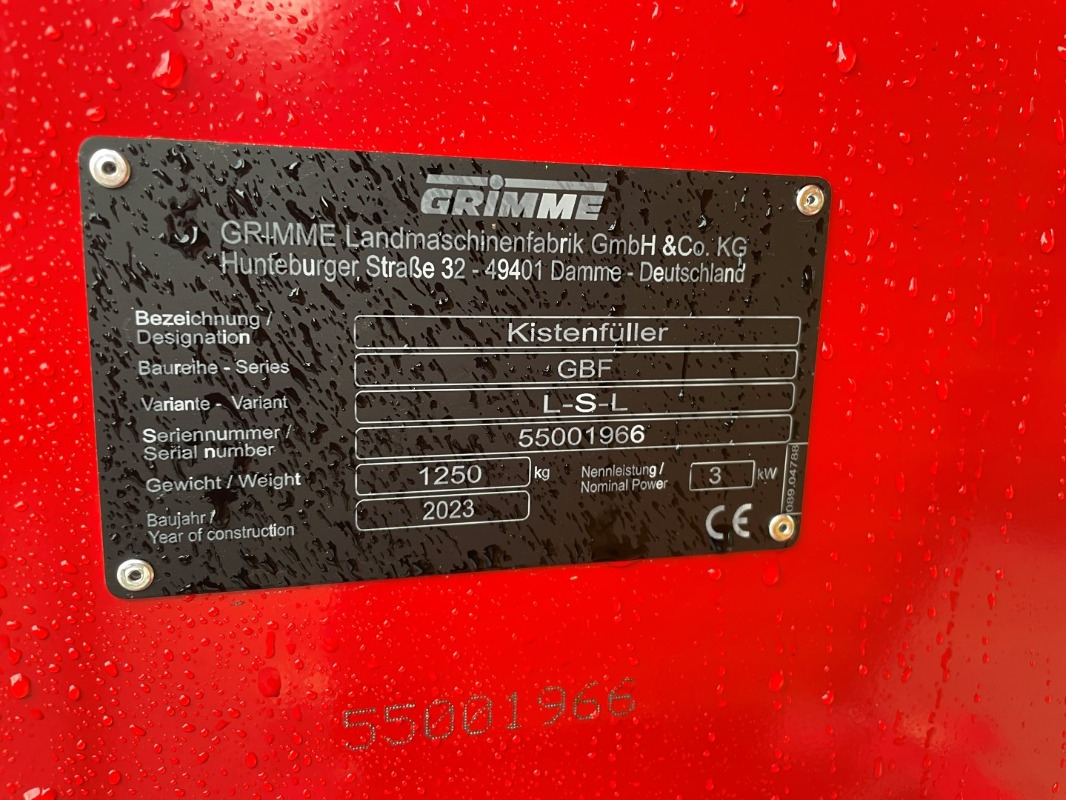 GRIMME
GRIMME Landmaschinenfabrik GmbH &Co. KG
Hunteburger Straße 32 - 49401 Damme - Deutschland
Bezeichnung /
Designation
Kistenfüller
Baureihe - Series
GBF
Variante - Variant
L-S-L
Seriennummer /
Serial number
55001966
Gewicht / Weight
1250 kg
Nennleistung /
Nominal Power
3 kW
Baujahr /
Year of construction
2023
CE
089.04788
55001966